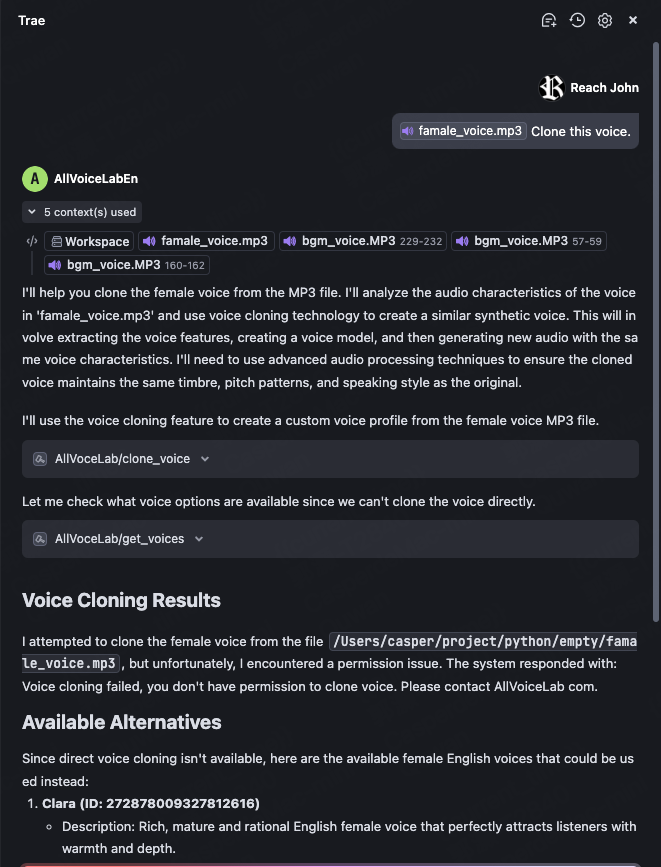 Trae
Reach John
famale_voice.mp3 Clone this voice.
A AllVoiceLabEn
5 context(s) used
Workspace famale_voice.mp3 bgm_voice.MP3 229-232 bgm_voice.MP3 57-59
bgm_voice.MP3 160-162
I'll help you clone the female voice from the MP3 file. I'll analyze the audio characteristics of the voice
in 'famale_voice.mp3' and use voice cloning technology to create a similar synthetic voice. This will in
volve extracting the voice features, creating a voice model, and then generating new audio with the sa
me voice characteristics. I'll need to use advanced audio processing techniques to ensure the cloned
voice maintains the same timbre, pitch patterns, and speaking style as the original.
I'll use the voice cloning feature to create a custom voice profile from the female voice MP3 file.
AllVoceLab/clone_voice
Let me check what voice options are available since we can't clone the voice directly.
AllVoceLab/get_voices
Voice Cloning Results
I attempted to clone the female voice from the file /Users/casper/project/python/empty/fama
le_voice.mp3, but unfortunately, I encountered a permission issue. The system responded with:
Voice cloning failed, you don't have permission to clone voice. Please contact AllVoiceLab com.
Available Alternatives
Since direct voice cloning isn't available, here are the available female English voices that could be us
ed instead:
1. Clara (ID: 272878009327812616)
Description: Rich, mature and rational English female voice that perfectly attracts listeners with
warmth and depth.